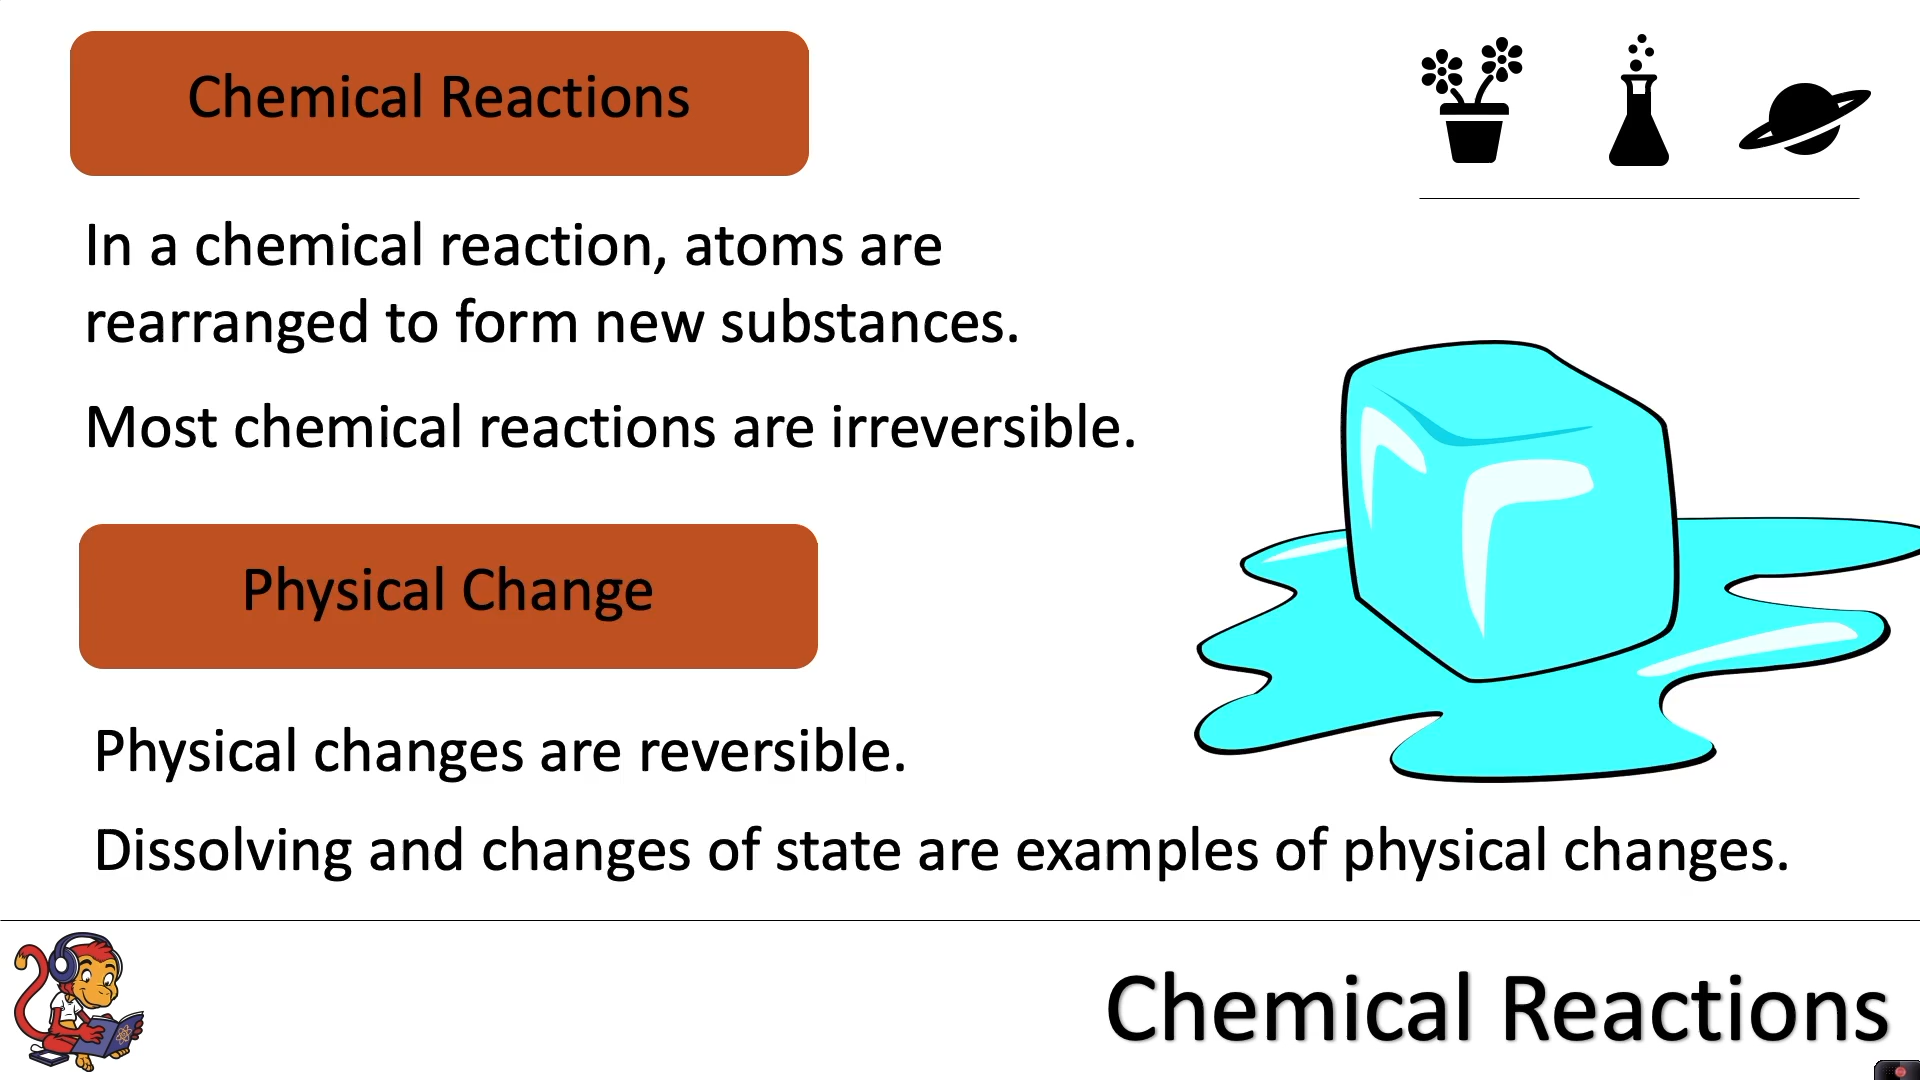 Chemical Reactions
In a chemical reaction, atoms are
rearranged to form new substances.
Most chemical reactions are irreversible.
Physical Change
Physical changes are reversible.
Dissolving and changes of state are examples of physical changes.
Chemical Reactions